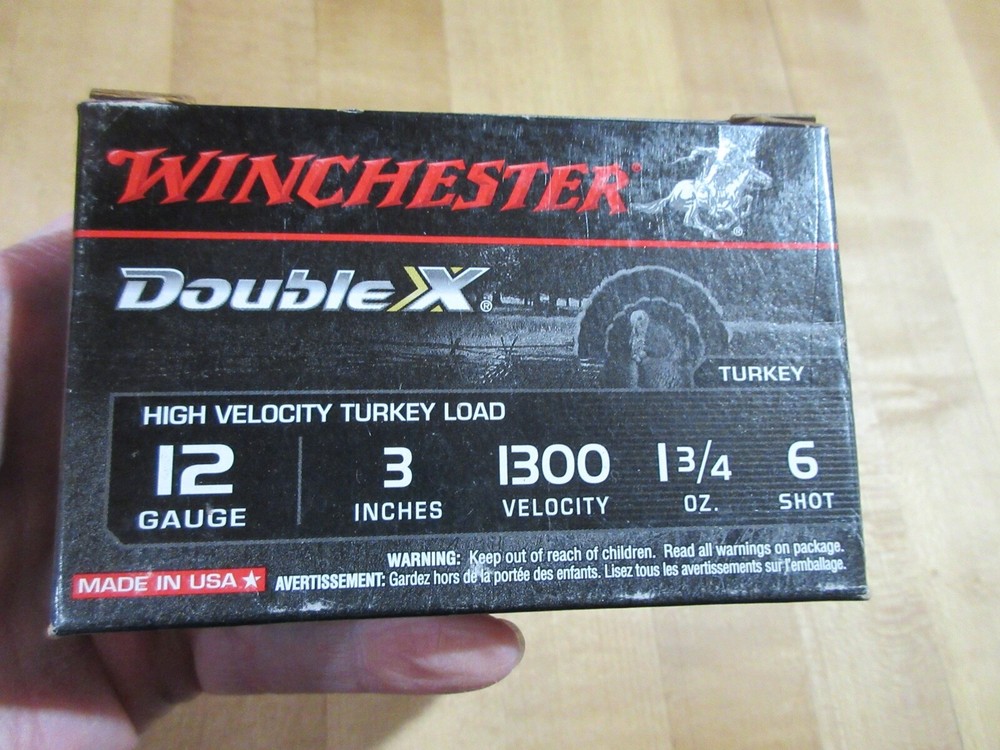 WINCHESTER
®
Double X®
TURKEY
HIGH VELOCITY TURKEY LOAD
12 3 1300 1 3/4 6
GAUGE INCHES VELOCITY OZ. SHOT
WARNING: Keep out of reach of children. Read all warnings on package.
MADE IN USA ★ AVERTISSEMENT: Gardez hors de la portée des enfants. Lisez tous les avertissements sur l'emballage.